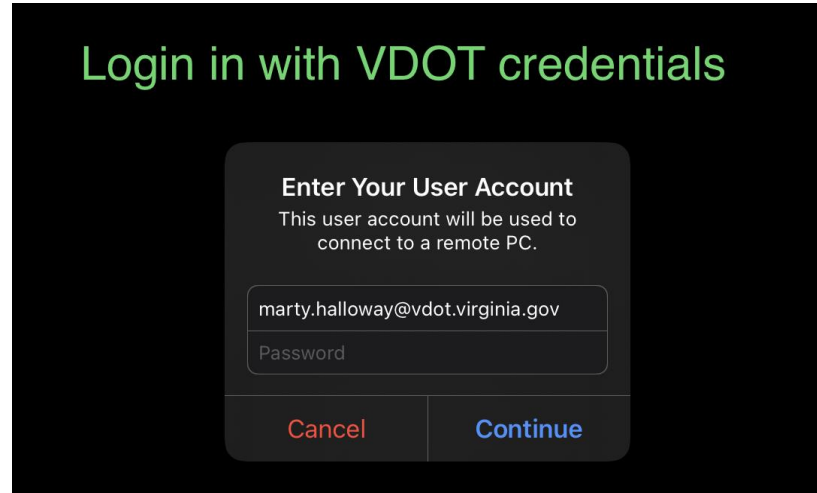 Login in with VDOT credentials
Enter Your User Account
This user account will be used to
connect to a remote PC.
marty.halloway@vdot.virginia.gov
Password
Cancel
Continue